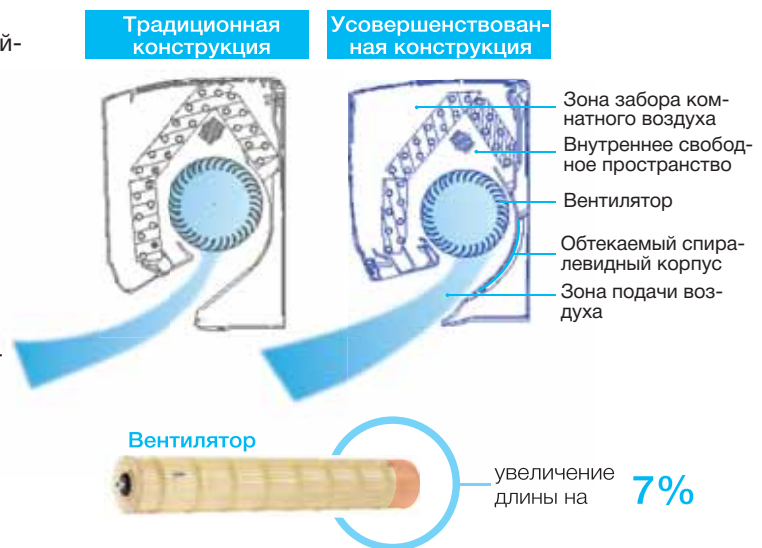 й-
Традиционная
конструкция
Усовершенствован-
ная конструкция
Зона забора ком-
натного воздуха
Внутреннее свобод-
ное пространство
Вентилятор
Обтекаемый спира-
левидный корпус
Зона подачи воз-
духа
Вентилятор
увеличение
длины на
7%